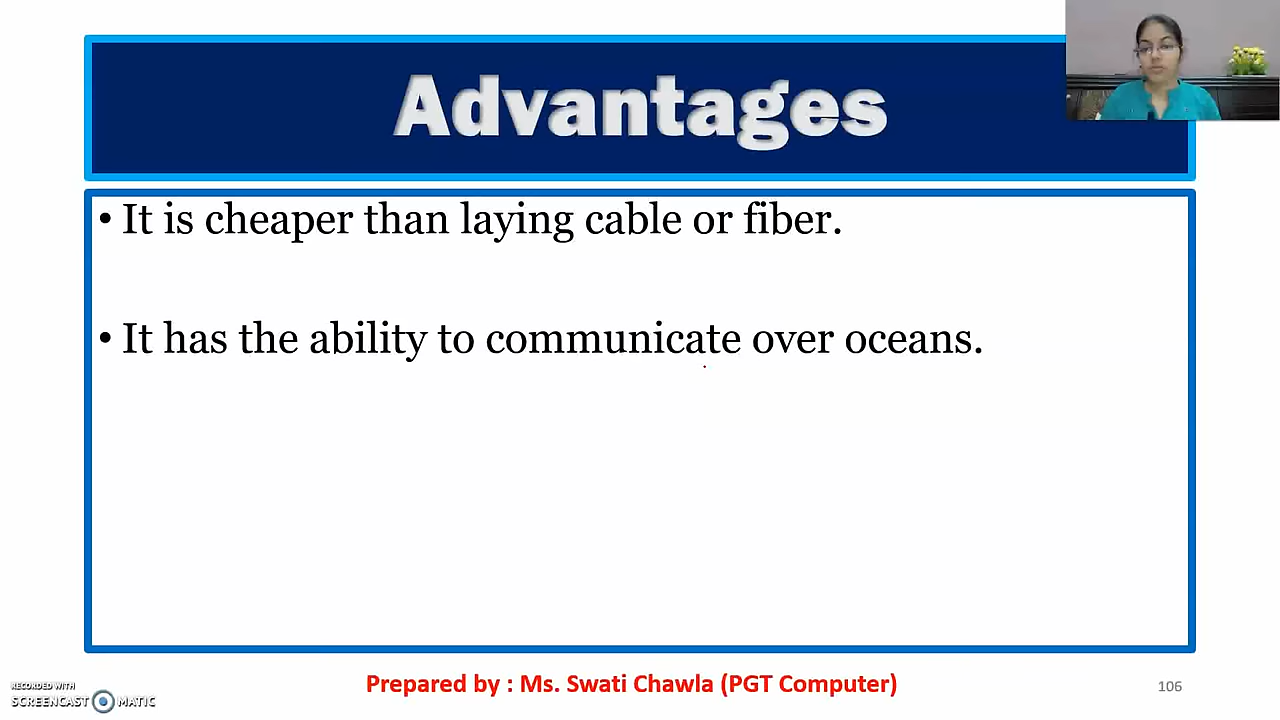 Advantages
• It is cheaper than laying cable or fiber.
• It has the ability to communicate over oceans.
Prepared by : Ms. Swati Chawla (PGT Computer)
106
RECORDED WITH
SCREENCAST MATIC